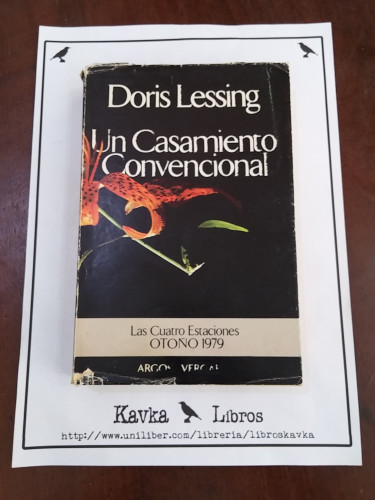 Doris Lessing
Un Casamiento
Convencional
Las Cuatro Estaciones
OTOÑO 1979
Kavka Libros
http://www.uniliber.com/libreria/libroskavka